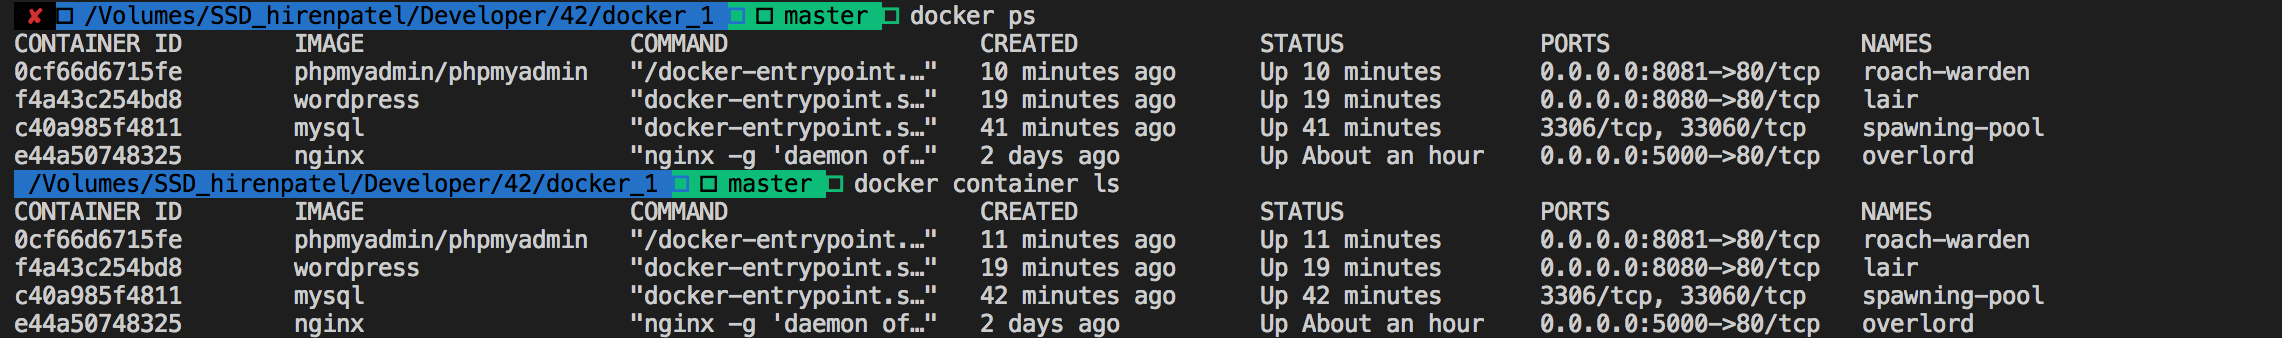 ✘ /Volumes/SSD_hirenpatel/Developer/42/docker_1 master docker ps
CONTAINER ID IMAGE COMMAND CREATED STATUS PORTS NAMES
0cf66d6715fe phpmyadmin/phpmyadmin "/docker-entrypoint.…" 10 minutes ago Up 10 minutes 0.0.0.0:8081->80/tcp roach-warden
f4a43c254bd8 wordpress "docker-entrypoint.s…" 19 minutes ago Up 19 minutes 0.0.0.0:8080->80/tcp lair
c40a985f4811 mysql "docker-entrypoint.s…" 41 minutes ago Up 41 minutes 3306/tcp, 33060/tcp spawning-pool
e44a50748325 nginx "nginx -g 'daemon of…" 2 days ago Up About an hour 0.0.0.0:5000->80/tcp overlord
/Volumes/SSD_hirenpatel/Developer/42/docker_1 master docker container ls
CONTAINER ID IMAGE COMMAND CREATED STATUS PORTS NAMES
0cf66d6715fe phpmyadmin/phpmyadmin "/docker-entrypoint.…" 11 minutes ago Up 11 minutes 0.0.0.0:8081->80/tcp roach-warden
f4a43c254bd8 wordpress "docker-entrypoint.s…" 19 minutes ago Up 19 minutes 0.0.0.0:8080->80/tcp lair
c40a985f4811 mysql "docker-entrypoint.s…" 42 minutes ago Up 42 minutes 3306/tcp, 33060/tcp spawning-pool
e44a50748325 nginx "nginx -g 'daemon of…" 2 days ago Up About an hour 0.0.0.0:5000->80/tcp overlord